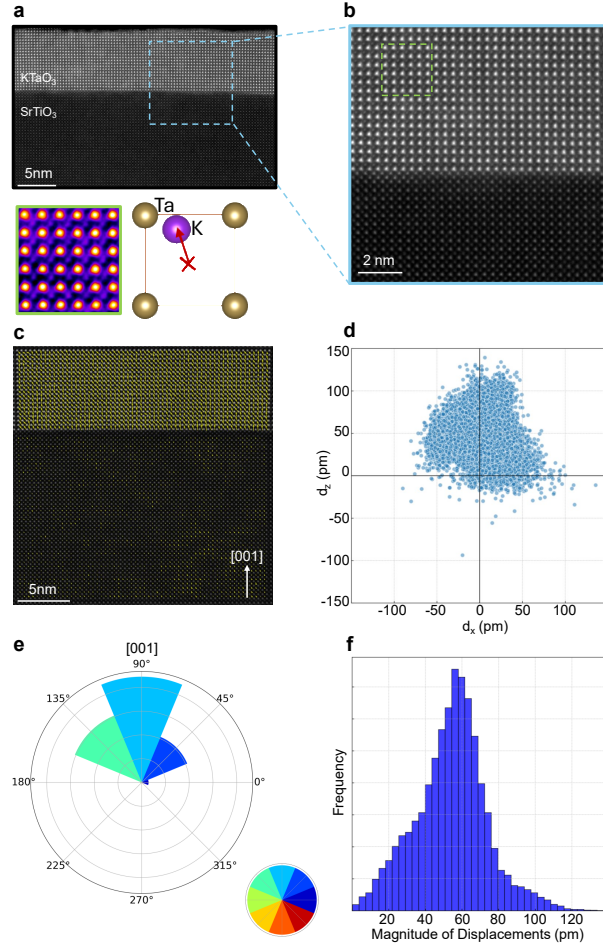 a
KTaO3
SrTiO3
5nm
b
2 nm
Ta
K
c
[001]
5nm
d
150
100
50
0
-50
-100
-150
dz (pm)
-100
-50
0
50
100
dx (pm)
e
[001]
90°
135°
45°
180°
0°
225°
315°
270°
f
Frequency
20
40
60
80
100
120
Magnitude of Displacements (pm)